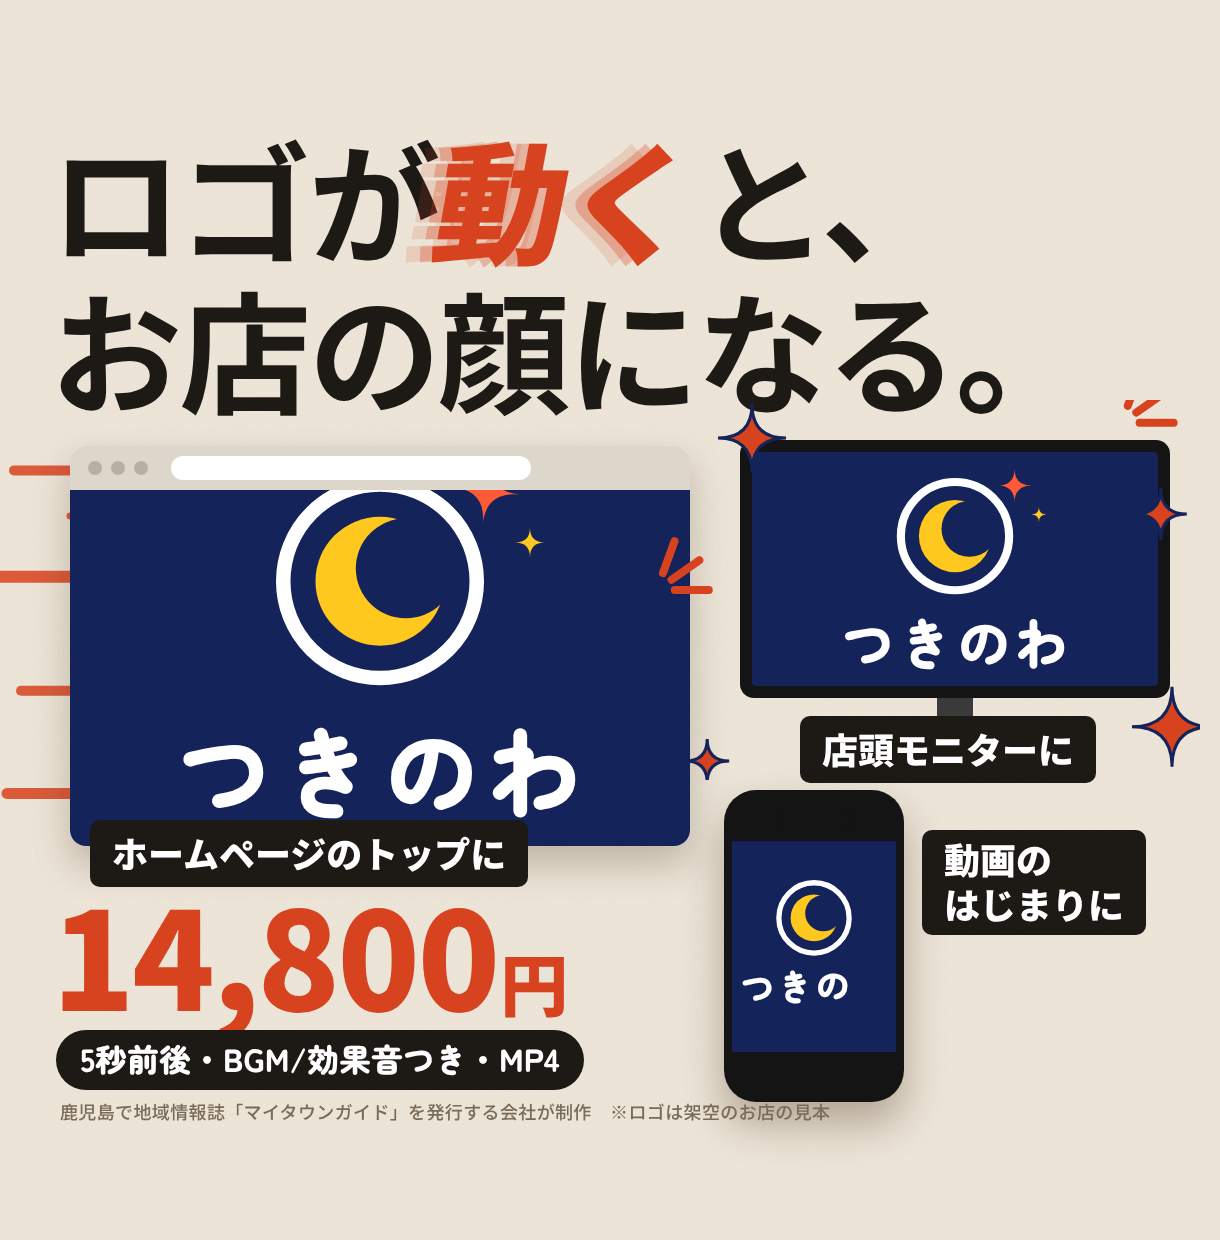 ロゴが動くと、
お店の顔になる。
つきのわ
つきのわ
店頭モニターに
ホームページのトップに
動画の
はじまりに
つきの
14,800円
5秒前後・BGM/効果音つき・MP4
鹿児島で地域情報誌「マイタウンガイド」を発行する会社が制作　※ロゴは架空のお店の見本